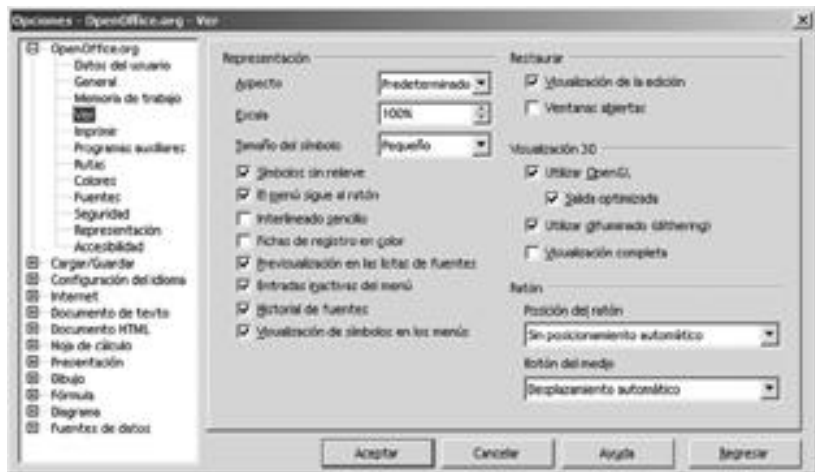 Opciones - OpenOffice.org - Ver
OpenOffice.org
Datos del usuario
General
Memoria de trabajo
Ver
Imprimir
Programas auxiliares
Rutas
Colores
Fuentes
Seguridad
Representación
Accesibilidad
Cargar/Guardar
Configuración del idioma
Internet
Documento de texto
Documento HTML
Hoja de cálculo
Presentación
Dibujo
Fórmula
Diagrama
Fuentes de datos
Representación
Aspecto Predeterminado
Escala 100%
Tamaño del símbolo Pequeño
Símbolos sin relieve
El menú sigue al ratón
Interlineado sencillo
Fichas de registro en color
Previsualización en las listas de fuentes
Entradas inactivas del menú
Historial de fuentes
Visualización de símbolos en los menús
Restaurar
Visualización de la edición
Ventanas abiertas
Visualización 3D
Utilizar OpenGL
Salida optimizada
Utilizar difuminado (dithering)
Visualización completa
Ratón
Posición del ratón
Sin posicionamiento automático
Botón del medio
Desplazamiento automático
Aceptar Cancelar Ayuda Regresar